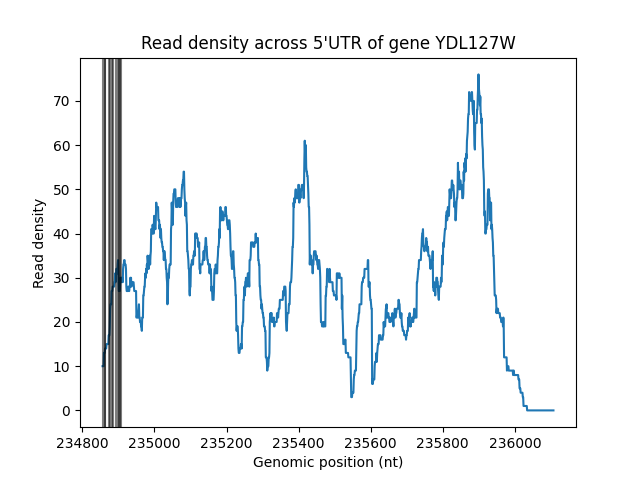 Read density across 5'UTR of gene YDL127W
70
60
50
40
30
20
10
0
Read density
234800 235000 235200 235400 235600 235800 236000
Genomic position (nt)